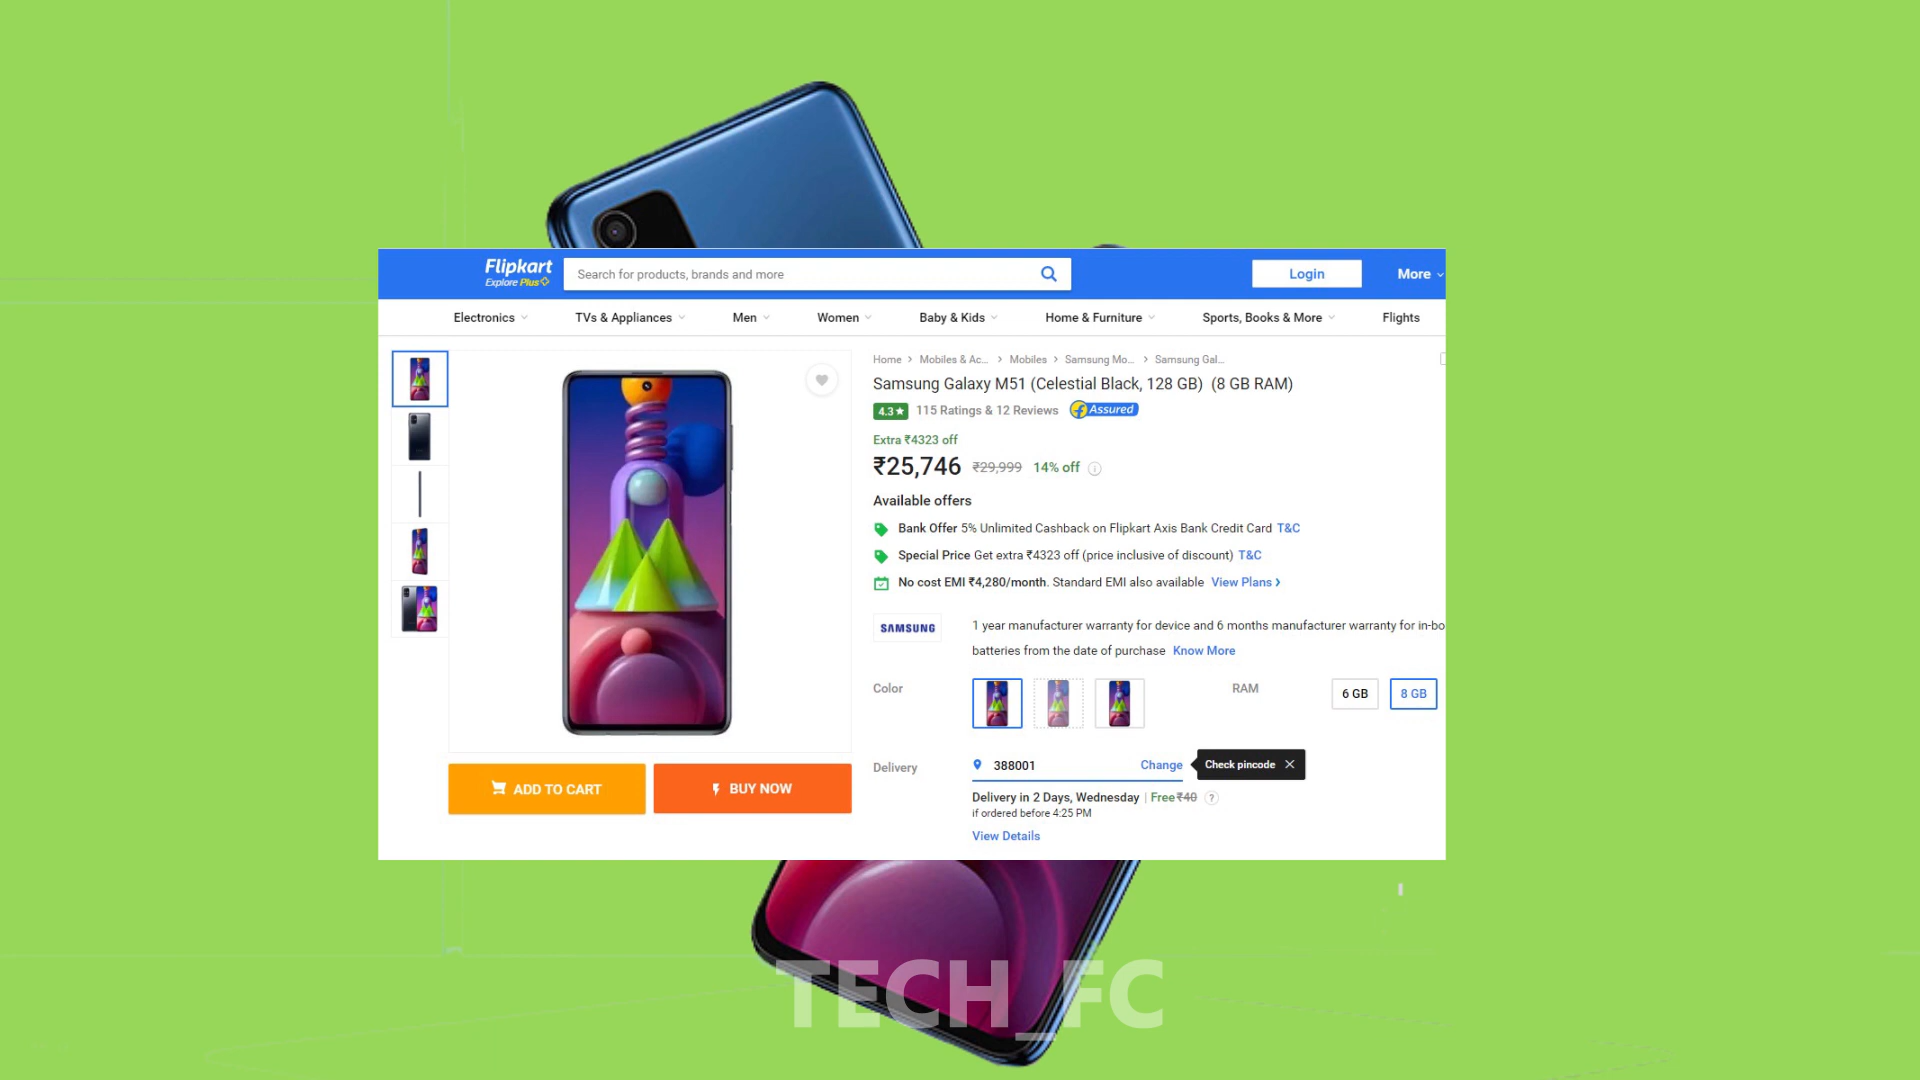 Flipkart
Explore Plus
Search for products, brands and more
Login
More
Electronics
TVs & Appliances
Men
Women
Baby & Kids
Home & Furniture
Sports, Books & More
Flights
Home > Mobiles & Ac... > Mobiles > Samsung Mo... > Samsung Gal...
Samsung Galaxy M51 (Celestial Black, 128 GB) (8 GB RAM)
4.3★ 115 Ratings & 12 Reviews Assured
Extra ₹4323 off
₹25,746 ₹29,999 14% off
Available offers
Bank Offer 5% Unlimited Cashback on Flipkart Axis Bank Credit Card T&C
Special Price Get extra ₹4323 off (price inclusive of discount) T&C
No cost EMI ₹4,280/month. Standard EMI also available View Plans
SAMSUNG
1 year manufacturer warranty for device and 6 months manufacturer warranty for in-bo
batteries from the date of purchase Know More
Color
RAM
6 GB
8 GB
Delivery
388001
Change
Check pincode
Delivery in 2 Days, Wednesday | Free ₹40 ?
if ordered before 4:25 PM
View Details
ADD TO CART
BUY NOW
TECH_FC